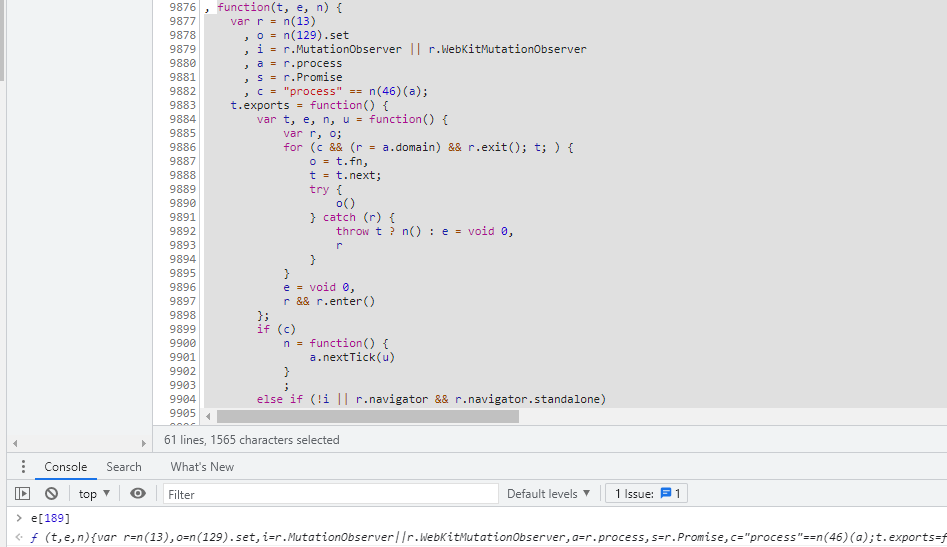 9876 , function(t, e, n) {
9877 var r = n(13)
9878 , o = n(129).set
9879 , i = r.MutationObserver || r.WebKitMutationObserver
9880 , a = r.process
9881 , s = r.Promise
9882 , c = "process" == n(46)(a);
9883 t.exports = function() {
9884 var t, e, n, u = function() {
9885 var r, o;
9886 for (c && (r = a.domain) && r.exit(); t; ) {
9887 o = t.fn,
9888 t = t.next;
9889 try {
9890 o()
9891 } catch (r) {
9892 throw t ? n() : e = void 0,
9893 r
9894 }
9895 }
9896 e = void 0,
9897 r && r.enter()
9898 };
9899 if (c)
9900 n = function() {
9901 a.nextTick(u)
9902 }
9903 ;
9904 else if (!i || r.navigator && r.navigator.standalone)
9905
61 lines, 1565 characters selected
Console Search What's New
top ▼ Filter Default levels ▼ 1 Issue: 1
> e[189]
ƒ (t,e,n){var r=n(13),o=n(129).set,i=r.MutationObserver||r.WebKitMutationObserver,a=r.process,s=r.Promise,c="process"==n(46)(a);t.exports=f